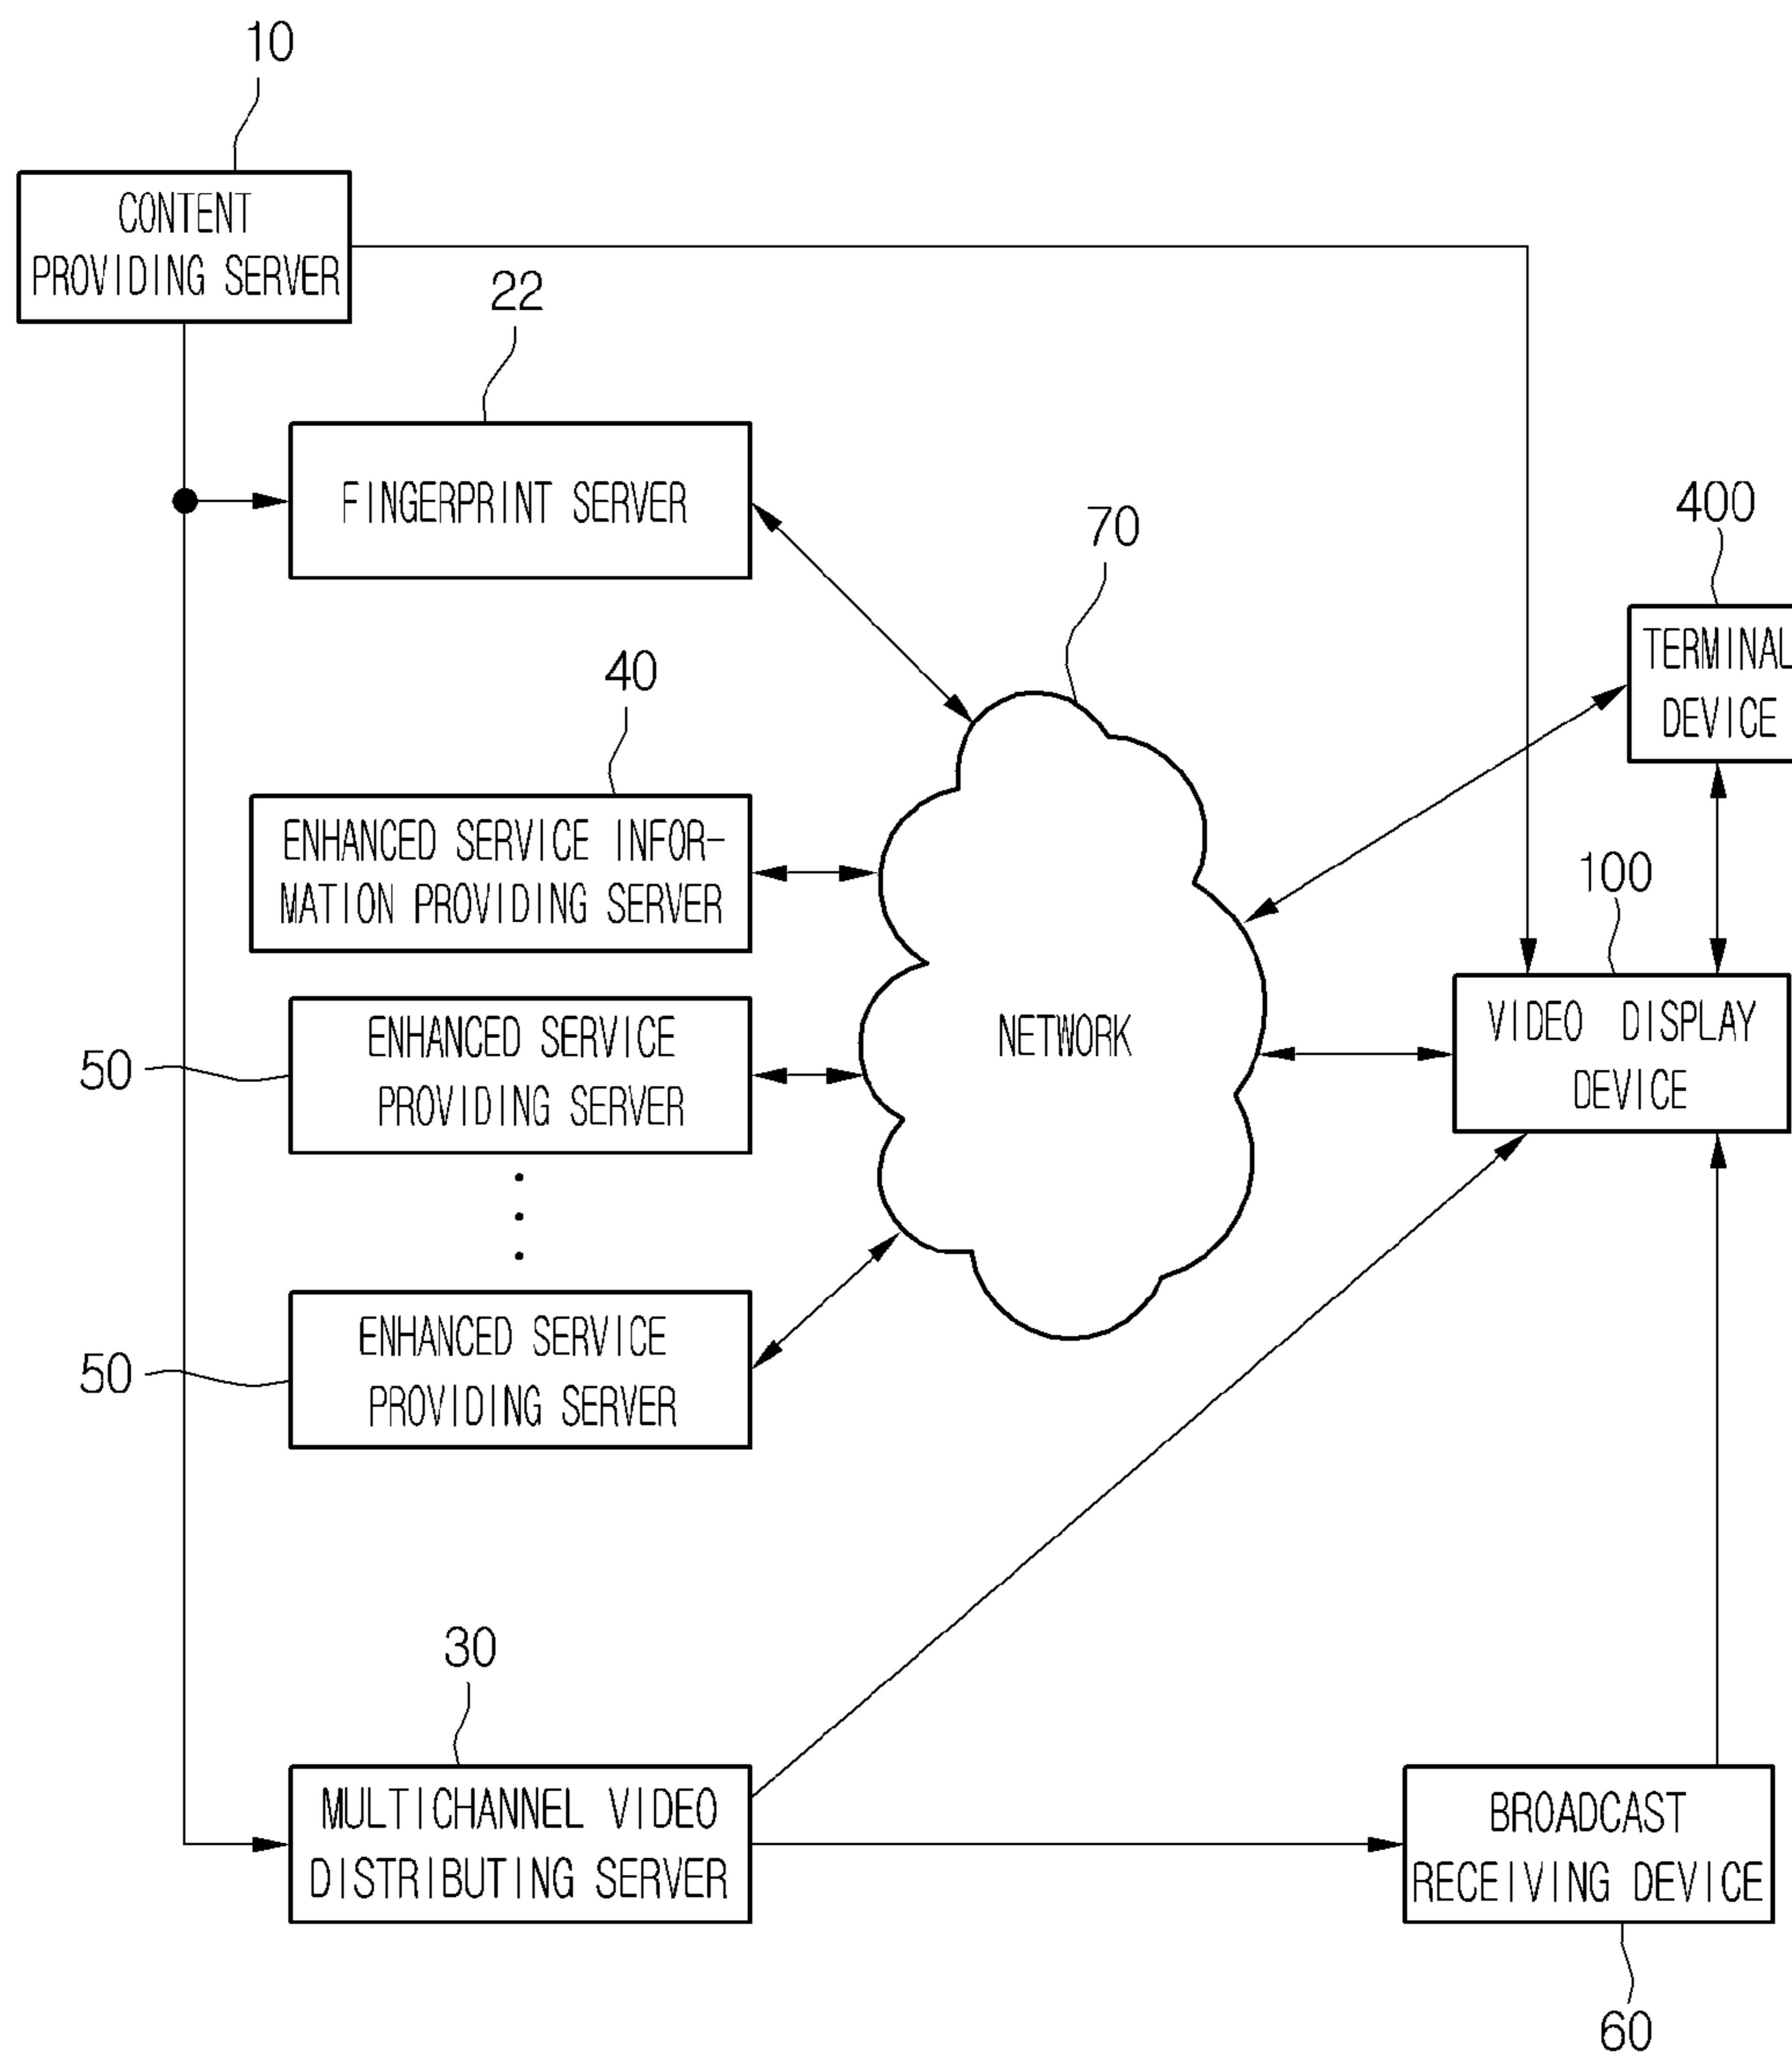 10
CONTENT
PROVIDING SERVER
22
FINGERPRINT SERVER
70
400
TERMINAL
DEVICE
40
ENHANCED SERVICE INFOR-
MATION PROVIDING SERVER
100
VIDEO DISPLAY
DEVICE
NETWORK
50
ENHANCED SERVICE
PROVIDING SERVER
50
ENHANCED SERVICE
PROVIDING SERVER
30
MULTICHANNEL VIDEO
DISTRIBUTING SERVER
BROADCAST
RECEIVING DEVICE
60